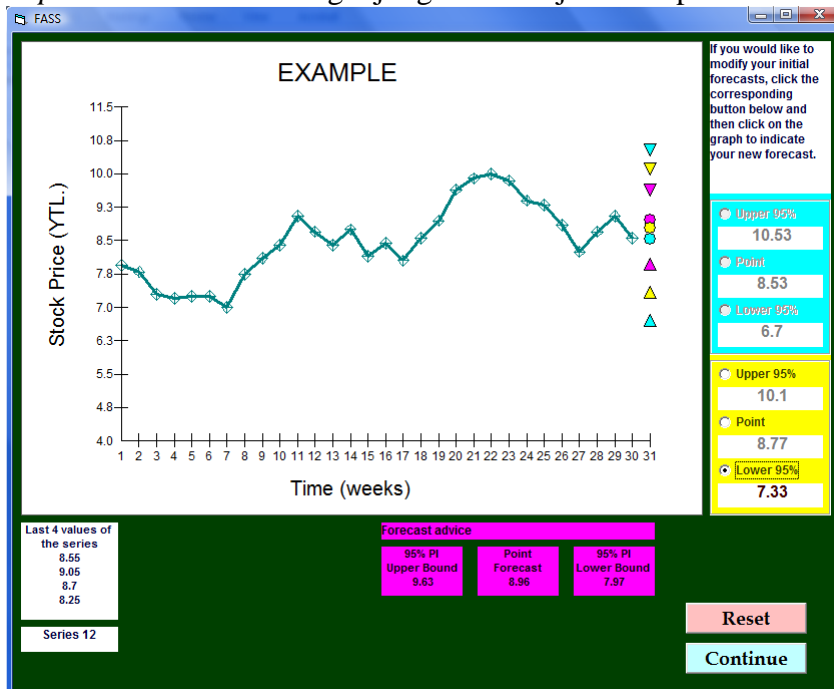 FASS
EXAMPLE
Stock Price (YTL.)
11.5
10.8
10.0
9.3
8.5
7.8
7.0
6.3
5.5
4.8
4.0
1 2 3 4 5 6 7 8 9 10 11 12 13 14 15 16 17 18 19 20 21 22 23 24 25 26 27 28 29 30 31
Time (weeks)
If you would like to
modify your initial
forecasts, click the
corresponding
button below and
then click on the
graph to indicate
your new forecast.
Upper 95%
10.53
Point
8.53
Lower 95%
6.7
Upper 95%
10.1
Point
8.77
Lower 95%
7.33
Last 4 values of
the series
8.55
9.05
8.7
8.25
Series 12
Forecast advice
95% PI
Upper Bound
9.63
Point
Forecast
8.96
95% PI
Lower Bound
7.97
Reset
Continue